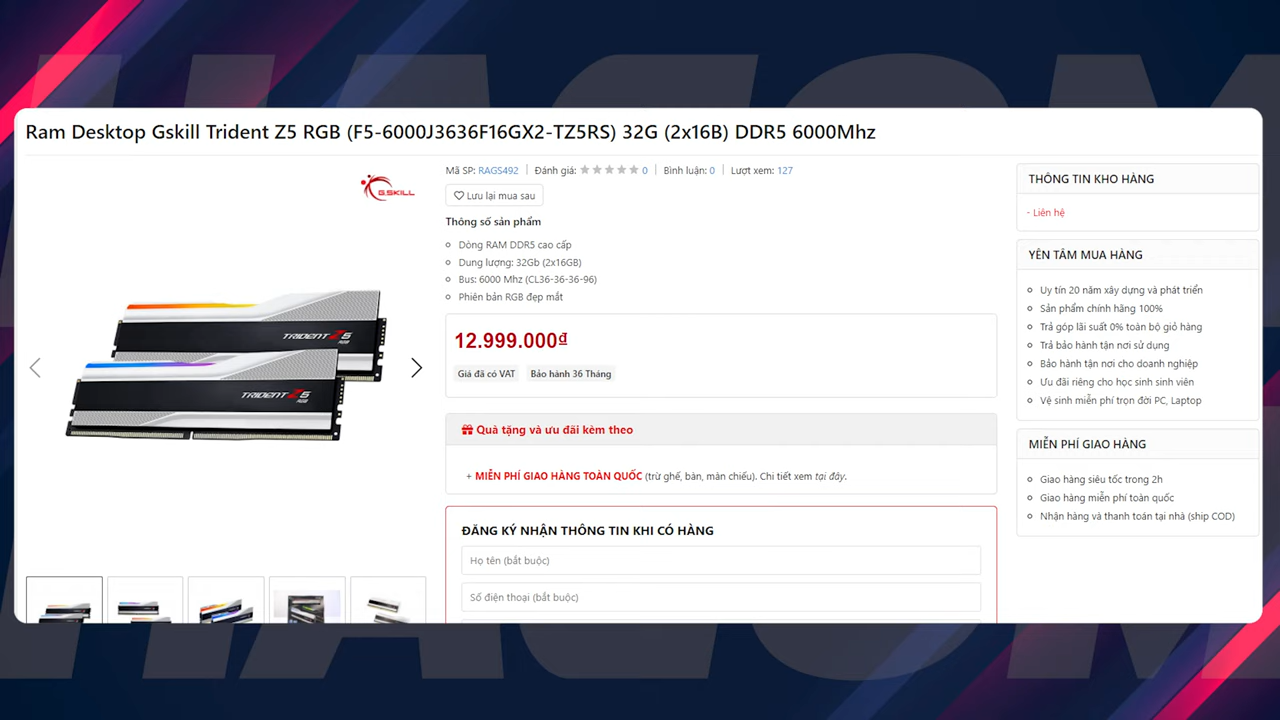 HACOM
Ram Desktop Gskill Trident Z5 RGB (F5-6000J3636F16GX2-TZ5RS) 32G (2x16B) DDR5 6000Mhz
G.SKILL
TRIDENT Z5
RGB
TRIDENT Z5
RGB
Mã SP: RAGS492 | Đánh giá: 0 | Bình luận: 0 | Lượt xem: 127
Lưu lại mua sau
Thông số sản phẩm
Dòng RAM DDR5 cao cấp
Dung lượng: 32Gb (2x16GB)
Bus: 6000 Mhz (CL36-36-36-96)
Phiên bản RGB đẹp mắt
12.999.000đ
Giá đã có VAT Bảo hành 36 Tháng
Quà tặng và ưu đãi kèm theo
+ MIỄN PHÍ GIAO HÀNG TOÀN QUỐC (trừ ghế, bàn, màn chiếu). Chi tiết xem tại đây.
ĐĂNG KÝ NHẬN THÔNG TIN KHI CÓ HÀNG
Họ tên (bắt buộc)
Số điện thoại (bắt buộc)
THÔNG TIN KHO HÀNG
- Liên hệ
YÊN TÂM MUA HÀNG
Uy tín 20 năm xây dựng và phát triển
Sản phẩm chính hãng 100%
Trả góp lãi suất 0% toàn bộ giỏ hàng
Trả bảo hành tận nơi sử dụng
Bảo hành tận nơi cho doanh nghiệp
Ưu đãi riêng cho học sinh sinh viên
Vệ sinh miễn phí trọn đời PC, Laptop
MIỄN PHÍ GIAO HÀNG
Giao hàng siêu tốc trong 2h
Giao hàng miễn phí toàn quốc
Nhận hàng và thanh toán tại nhà (ship COD)